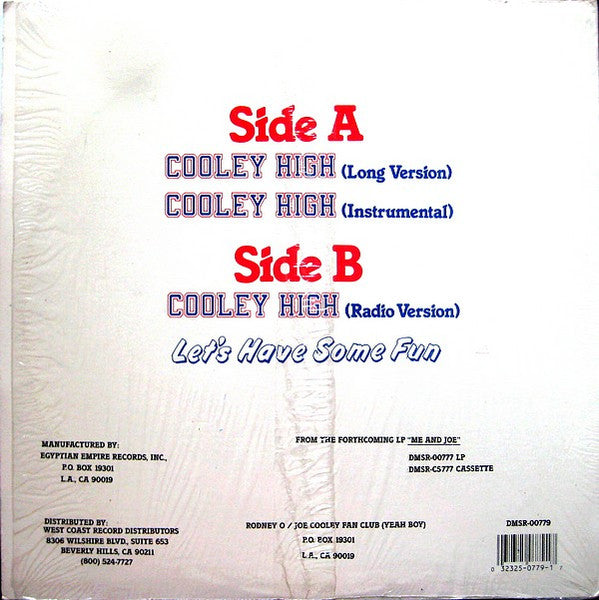 Side A
COOLEY HIGH (Long Version)
COOLEY HIGH (Instrumental)
Side B
COOLEY HIGH (Radio Version)
Let's Have Some Fun
MANUFACTURED BY:
EGYPTIAN EMPIRE RECORDS, INC.,
P.O. BOX 19301
L.A., CA 90019
FROM THE FORTHCOMING LP "ME AND JOE"
DMSR-00777 LP
DMSR-C5777 CASSETTE
DISTRIBUTED BY:
WEST COAST RECORD DISTRIBUTORS
8306 WILSHIRE BLVD., SUITE 653
BEVERLY HILLS, CA 90211
(800) 524-7727
RODNEY O / JOE COOLEY FAN CLUB (YEAH BOY)
P.O. BOX 19301
L.A., CA 90019
DMSR-00779
0 32325-0779-1 7